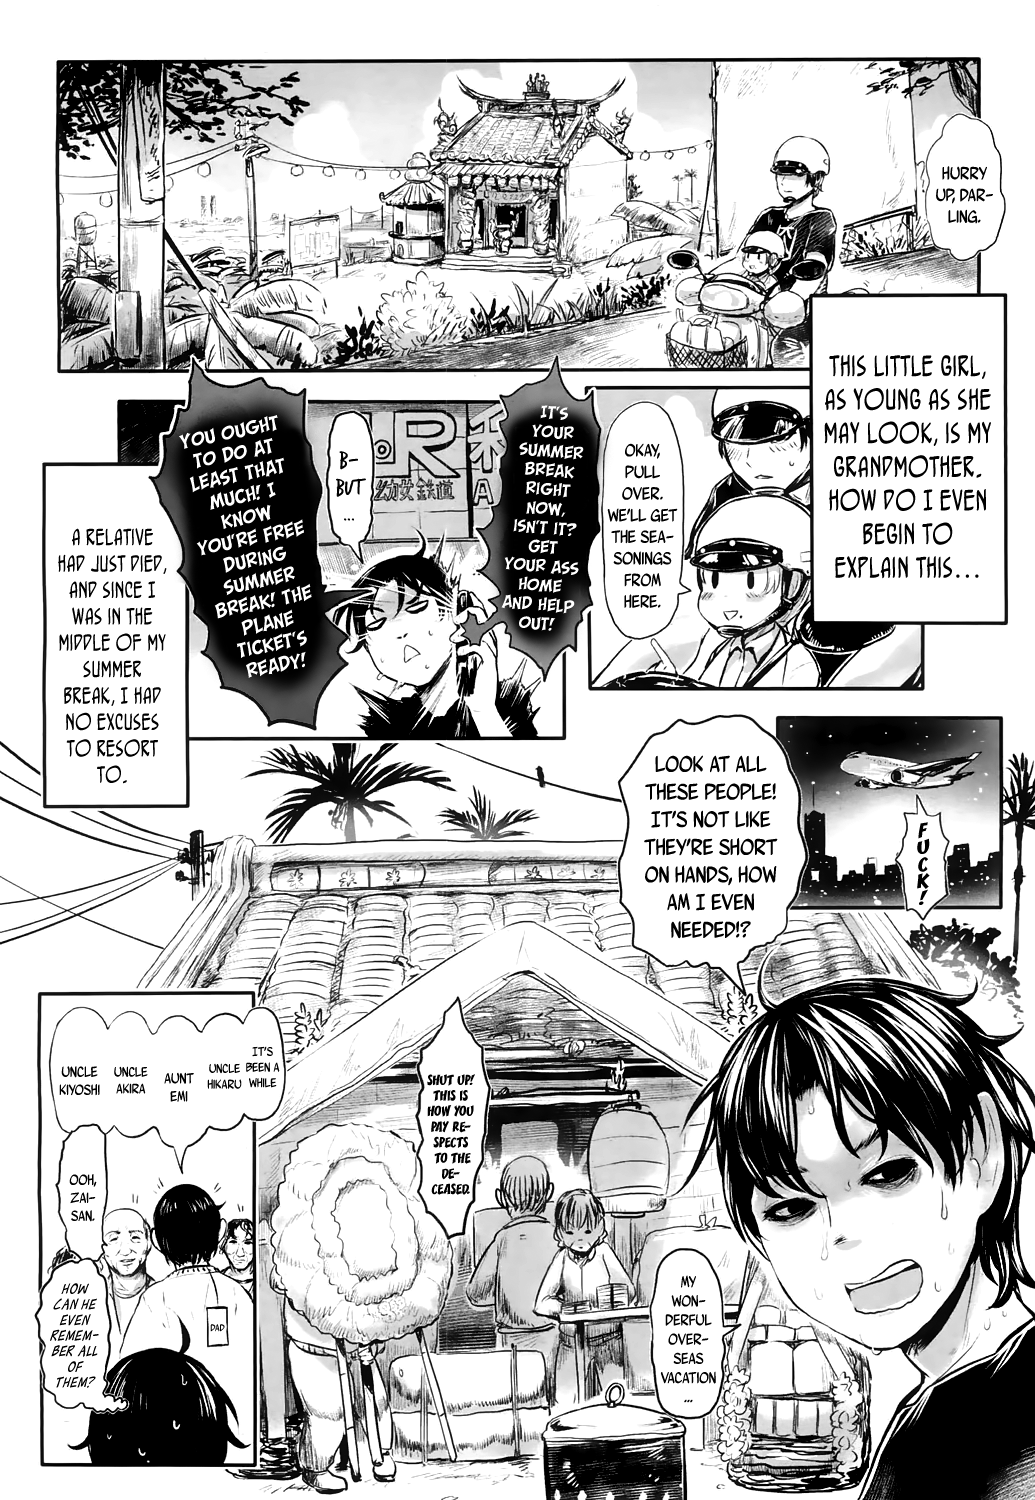 HURRY
UP, DAR-
LING.
THIS LITTLE GIRL,
AS YOUNG AS SHE
MAY LOOK, IS MY
GRANDMOTHER.
HOW DO I EVEN
BEGIN TO
EXPLAIN THIS...
OKAY,
PULL
OVER.
WE'LL GET
THE SEA-
SONINGS
FROM
HERE.
IT'S
YOUR
SUMMER
BREAK
RIGHT
NOW,
ISN'T IT?
GET
YOUR ASS
HOME
AND HELP
OUT!
B-
BUT
...
R
幼女鉄道
A
YOU OUGHT
TO DO AT
LEAST THAT
MUCH! I
KNOW
YOU'RE FREE
DURING
SUMMER
BREAK! THE
PLANE
TICKET'S
READY!
A RELATIVE
HAD JUST DIED,
AND SINCE I
WAS IN THE
MIDDLE OF MY
SUMMER
BREAK, I HAD
NO EXCUSES
TO RESORT
TO.
FUCK!
LOOK AT ALL
THESE PEOPLE!
IT'S NOT LIKE
THEY'RE SHORT
ON HANDS, HOW
AM I EVEN
NEEDED!?
SHUT UP!
THIS IS
HOW YOU
PAY RE-
SPECTS
TO THE
DE-
CEASED.
MY
WON-
DERFUL
OVER-
SEAS
VACATION
...
IT'S
BEEN A
WHILE
UNCLE
HIKARU
AUNT
EMI
UNCLE
AKIRA
UNCLE
KIYOSHI
OOH,
ZAI-
SAN.
DAD
HOW
CAN HE
EVEN
REMEM-
BER ALL
OF
THEM?